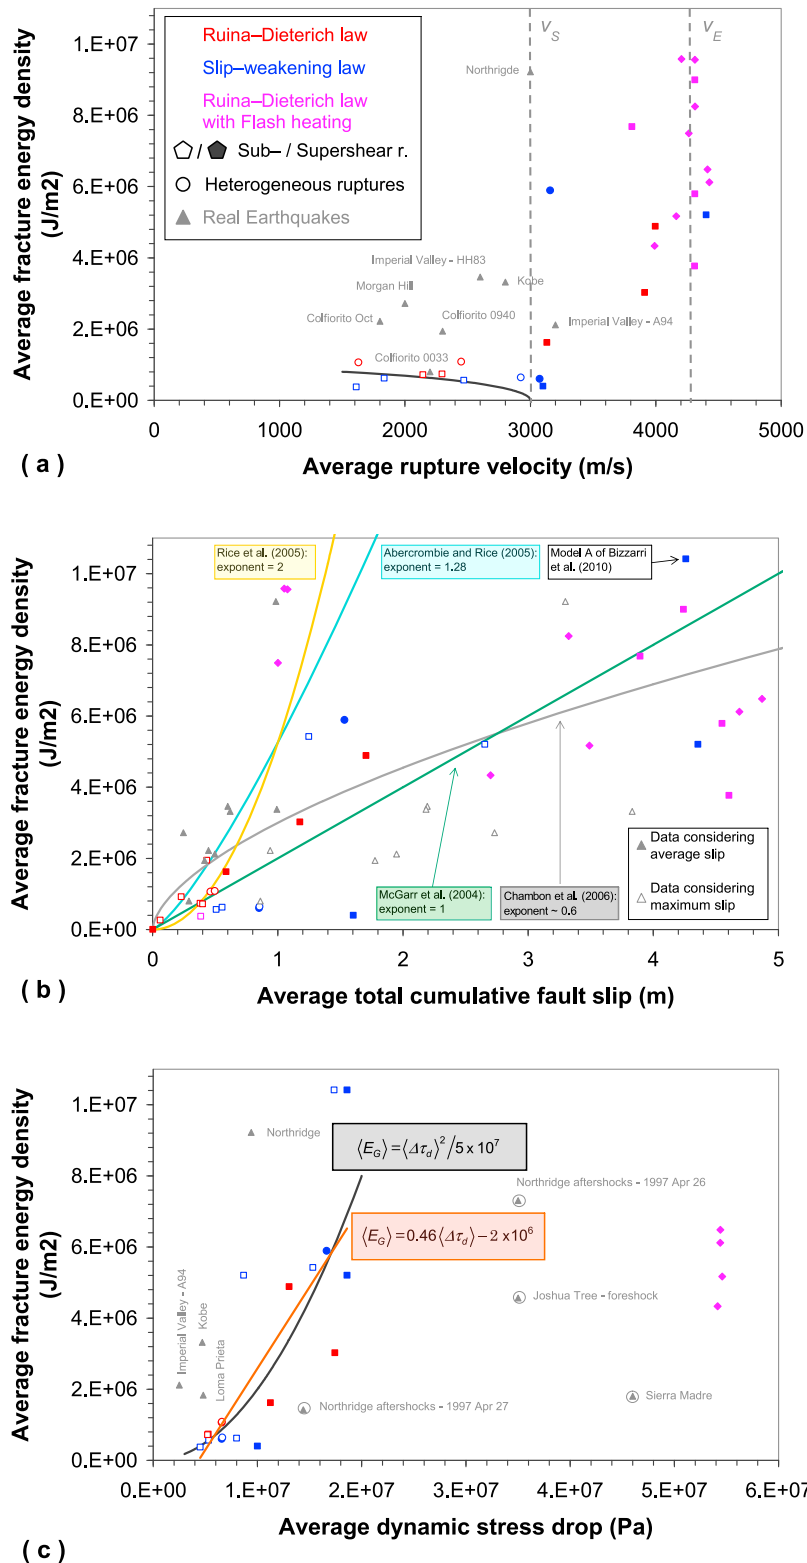 Ruina–Dieterich law
Slip–weakening law
Ruina–Dieterich law
with Flash heating
/ Sub– / Supershear r.
Heterogeneous ruptures
Real Earthquakes
v_S
v_E
Northrigde
Imperial Valley - HH83
Morgan Hill
Kobe
Colfiorito Oct
Colfiorito 0940
Imperial Valley - A94
Colfiorito 0033
1.E+07
8.E+06
6.E+06
4.E+06
2.E+06
0.E+00
Average fracture energy density
(J/m2)
0 1000 2000 3000 4000 5000
Average rupture velocity (m/s)
( a )
Rice et al. (2005):
exponent = 2
Abercrombie and Rice (2005):
exponent = 1.28
Model A of Bizzarri
et al. (2010)
1.E+07
8.E+06
6.E+06
4.E+06
2.E+06
0.E+00
Average fracture energy density
(J/m2)
Data considering
average slip
Data considering
maximum slip
McGarr et al. (2004):
exponent = 1
Chambon et al. (2006):
exponent ~ 0.6
0 1 2 3 4 5
Average total cumulative fault slip (m)
( b )
1.E+07
8.E+06
6.E+06
4.E+06
2.E+06
0.E+00
Average fracture energy density
(J/m2)
Northridge
⟨E_G⟩=⟨Δτ_d⟩²/5 x 10⁷
Northridge aftershocks - 1997 Apr 26
⟨E_G⟩=0.46⟨Δτ_d⟩–2 x10⁶
Imperial Valley - A94
Kobe
Loma Prieta
Joshua Tree - foreshock
Sierra Madre
Northridge aftershocks - 1997 Apr 27
0.E+00 1.E+07 2.E+07 3.E+07 4.E+07 5.E+07 6.E+07
Average dynamic stress drop (Pa)
( c )